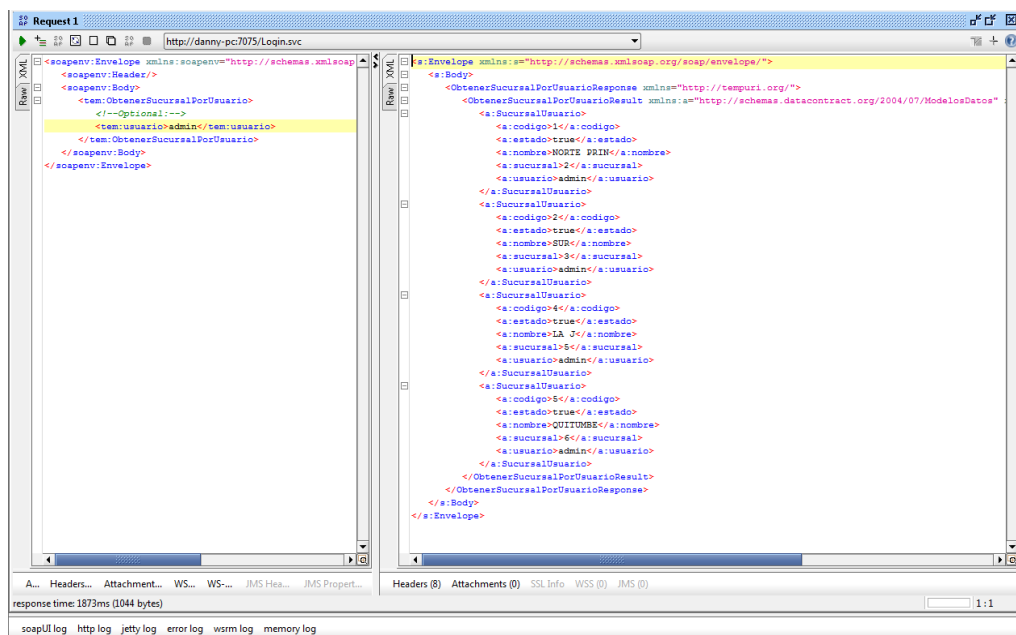 Request 1
http://danny-pc:7075/Login.svc
XML
Raw
<soapenv:Envelope xmlns:soapenv="http://schemas.xmlsoap
<soapenv:Header/>
<soapenv:Body>
<tem:ObtenerSucursalPorUsuario>
<!--Optional:-->
<tem:usuario>admin</tem:usuario>
</tem:ObtenerSucursalPorUsuario>
</soapenv:Body>
</soapenv:Envelope>
XML
Raw
<s:Envelope xmlns:s="http://schemas.xmlsoap.org/soap/envelope/">
<s:Body>
<ObtenerSucursalPorUsuarioResponse xmlns="http://tempuri.org/">
<ObtenerSucursalPorUsuarioResult xmlns:a="http://schemas.datacontract.org/2004/07/ModelosDatos"
<a:SucursalUsuario>
<a:codigo>1</a:codigo>
<a:estado>true</a:estado>
<a:nombre>NORTE PRIN</a:nombre>
<a:sucursal>2</a:sucursal>
<a:usuario>admin</a:usuario>
</a:SucursalUsuario>
<a:SucursalUsuario>
<a:codigo>2</a:codigo>
<a:estado>true</a:estado>
<a:nombre>SUR</a:nombre>
<a:sucursal>3</a:sucursal>
<a:usuario>admin</a:usuario>
</a:SucursalUsuario>
<a:SucursalUsuario>
<a:codigo>4</a:codigo>
<a:estado>true</a:estado>
<a:nombre>LA J</a:nombre>
<a:sucursal>5</a:sucursal>
<a:usuario>admin</a:usuario>
</a:SucursalUsuario>
<a:SucursalUsuario>
<a:codigo>5</a:codigo>
<a:estado>true</a:estado>
<a:nombre>QUITUMBE</a:nombre>
<a:sucursal>6</a:sucursal>
<a:usuario>admin</a:usuario>
</a:SucursalUsuario>
</ObtenerSucursalPorUsuarioResult>
</ObtenerSucursalPorUsuarioResponse>
</s:Body>
</s:Envelope>
A... Headers... Attachment... WS... WS-... JMS Hea... JMS Propert...
Headers (8) Attachments (0) SSL Info WSS (0) JMS (0)
response time: 1873ms (1044 bytes)
1 : 1
soapUI log http log jetty log error log wsrm log memory log